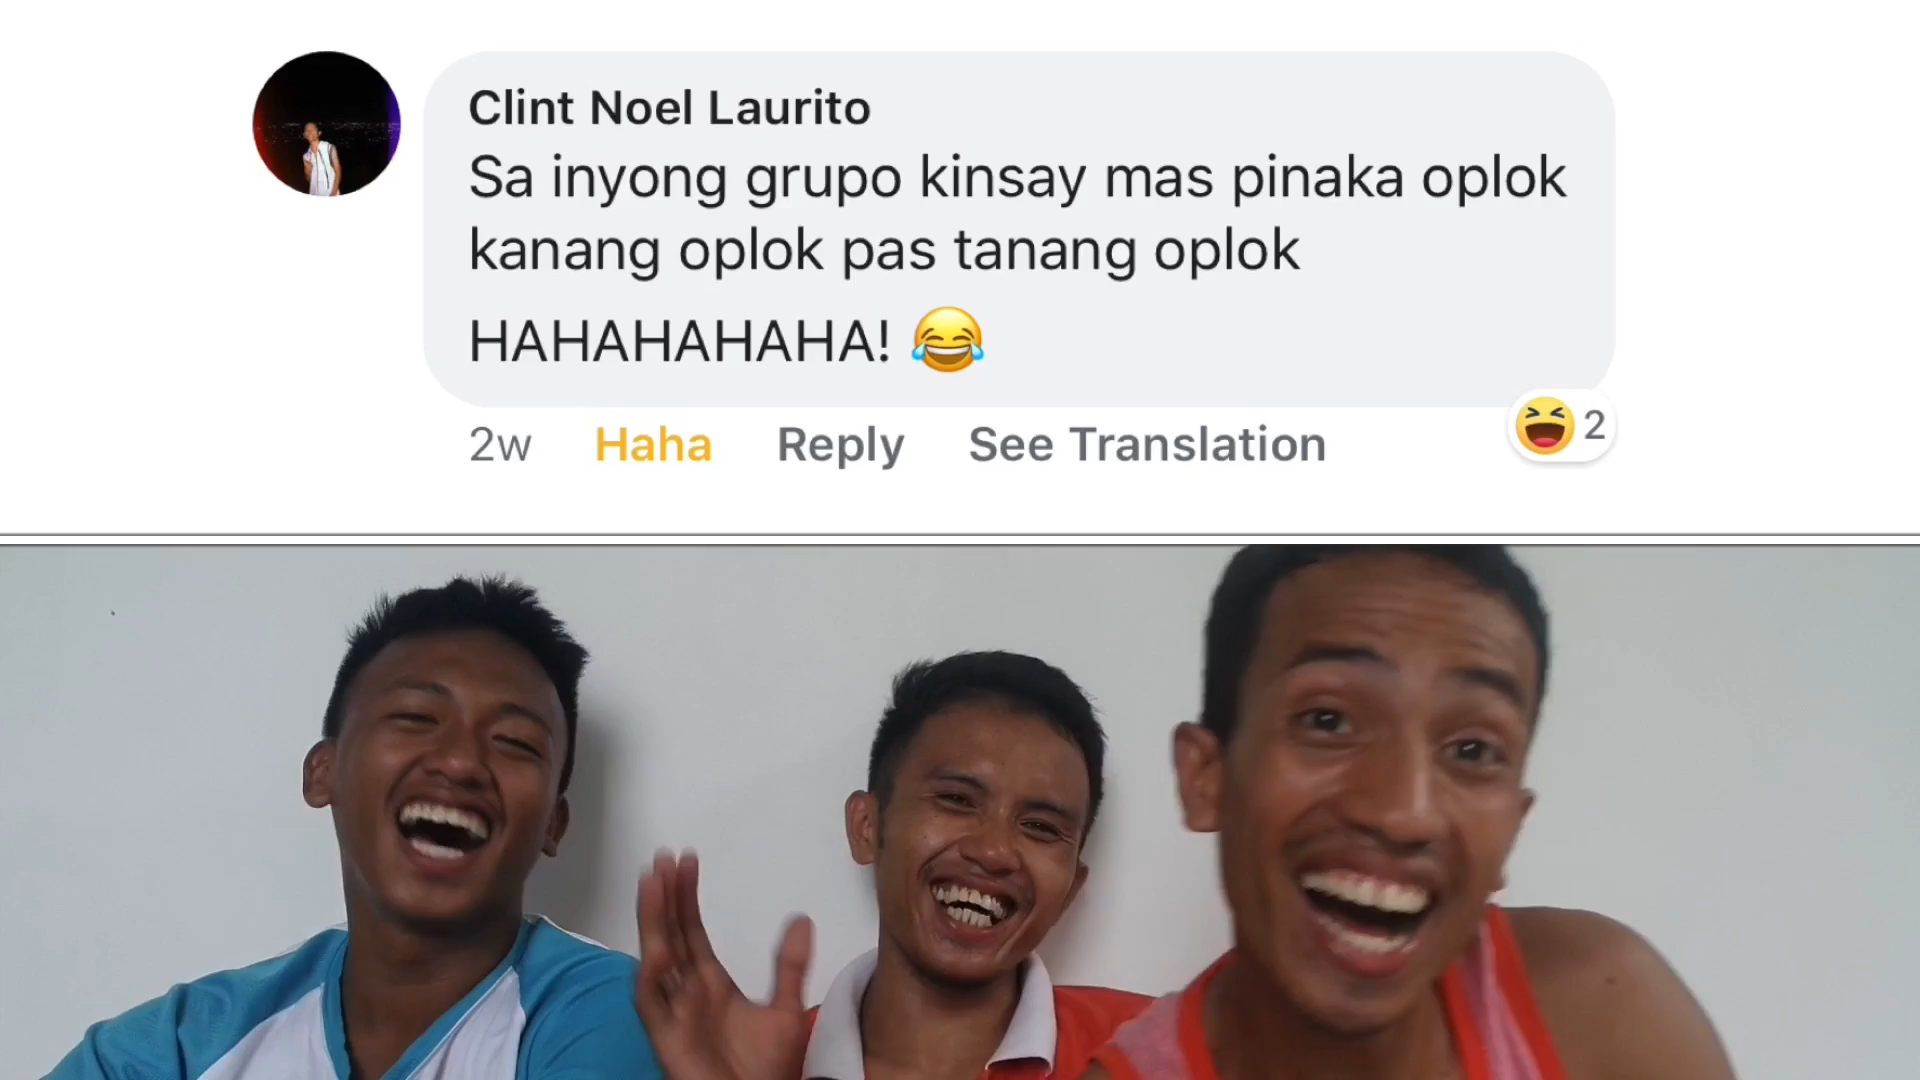 Clint Noel Laurito
Sa inyong grupo kinsay mas pinaka oplok
kanang oplok pas tanang oplok
HAHAHAHAHA! 😂
2w Haha Reply See Translation 2